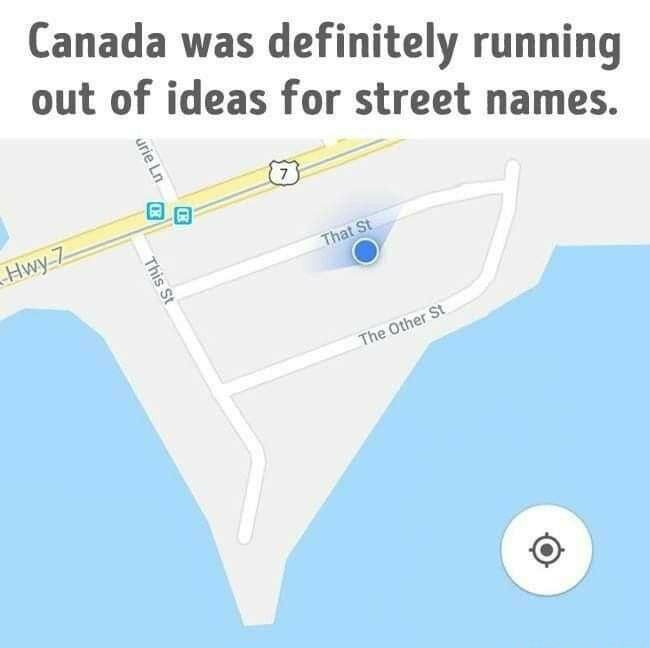 Canada was definitely running
out of ideas for street names.
urie Ln
7
Hwy 7
This St
That St
The Other St